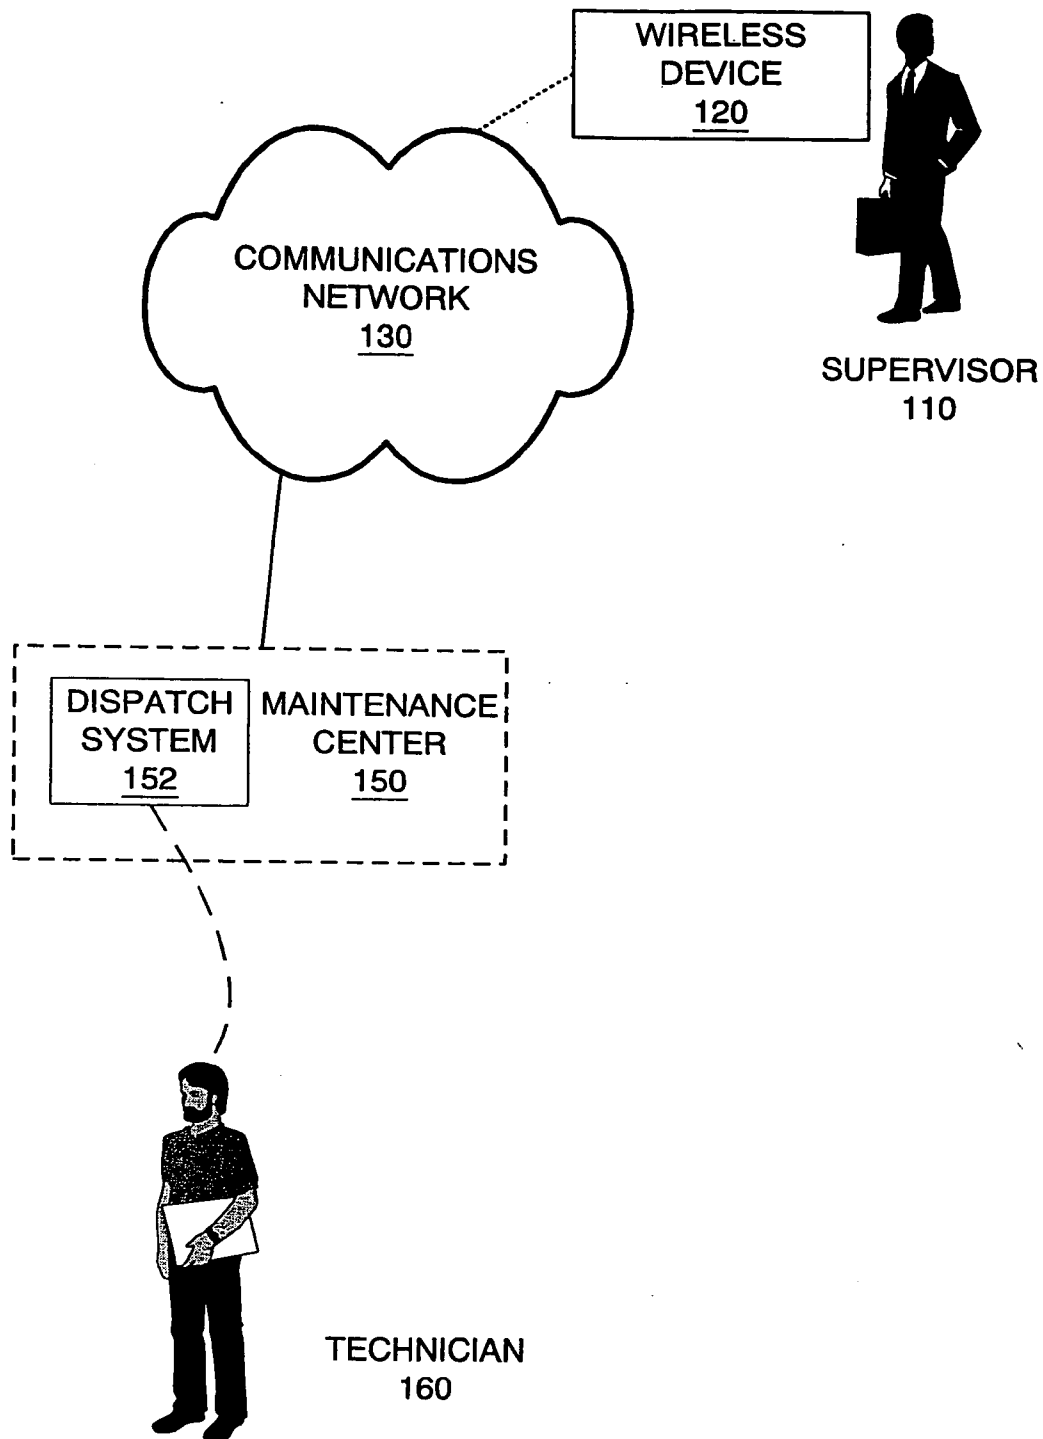 WIRELESS
DEVICE
120
COMMUNICATIONS
NETWORK
130
SUPERVISOR
110
DISPATCH
SYSTEM
152
MAINTENANCE
CENTER
150
TECHNICIAN
160